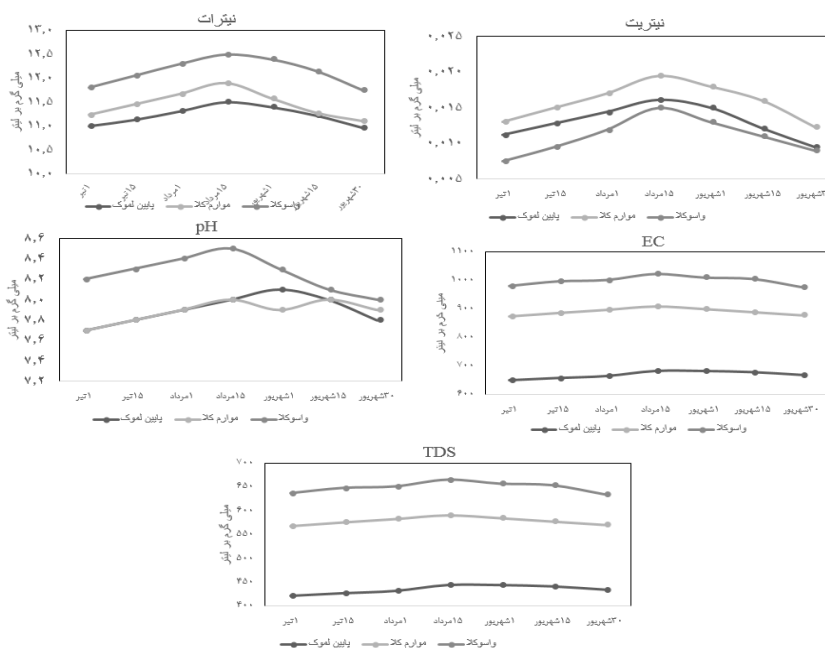 نیترات
۱۳,۰
۱۲,۵
۱۲,۰
۱۱,۵
۱۱,۰
۱۰,۵
۱۰,۰
میلی گرم بر لیتر
۱تیر
۱۵تیر
۱مرداد
۱۵مرداد
۱شهریور
۱۵شهریور
۳۰شهریور
پایین لموک
موارم کلا
واسوکلا
نیتریت
۰,۰۲۵
۰,۰۲۰
۰,۰۱۵
۰,۰۱۰
۰,۰۰۵
میلی گرم بر لیتر
۱تیر
۱۵تیر
۱مرداد
۱۵مرداد
۱شهریور
۱۵شهریور
۳۰شهریور
پایین لموک
موارم کلا
واسوکلا
pH
۸,۶
۸,۴
۸,۲
۸,۰
۷,۸
۷,۶
۷,۴
۷,۲
میلی گرم بر لیتر
۱تیر
۱۵تیر
۱مرداد
۱۵مرداد
۱شهریور
۱۵شهریور
۳۰شهریور
پایین لموک
موارم کلا
واسوکلا
EC
۱۱۰۰
۱۰۰۰
۹۰۰
۸۰۰
۷۰۰
۶۰۰
میلی گرم بر لیتر
۱تیر
۱۵تیر
۱مرداد
۱۵مرداد
۱شهریور
۱۵شهریور
۳۰شهریور
پایین لموک
موارم کلا
واسوکلا
TDS
۷۰۰
۶۵۰
۶۰۰
۵۵۰
۵۰۰
۴۵۰
۴۰۰
میلی گرم بر لیتر
۱تیر
۱۵تیر
۱مرداد
۱۵مرداد
۱شهریور
۱۵شهریور
۳۰شهریور
پایین لموک
موارم کلا
واسوکلا